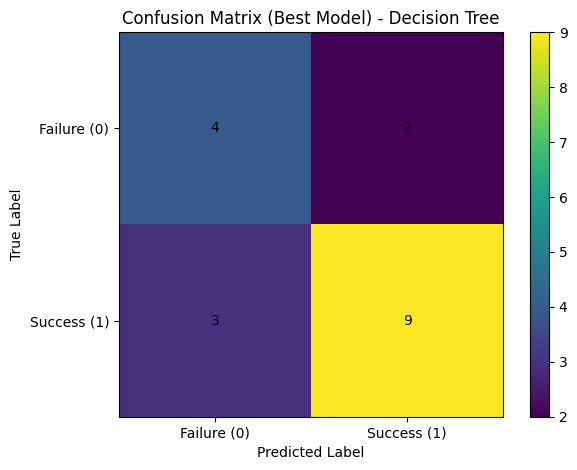 Confusion Matrix (Best Model) - Decision Tree
9
8
7
6
5
4
3
2
True Label
Failure (0)
4 2
Success (1)
3 9
Failure (0) Success (1)
Predicted Label